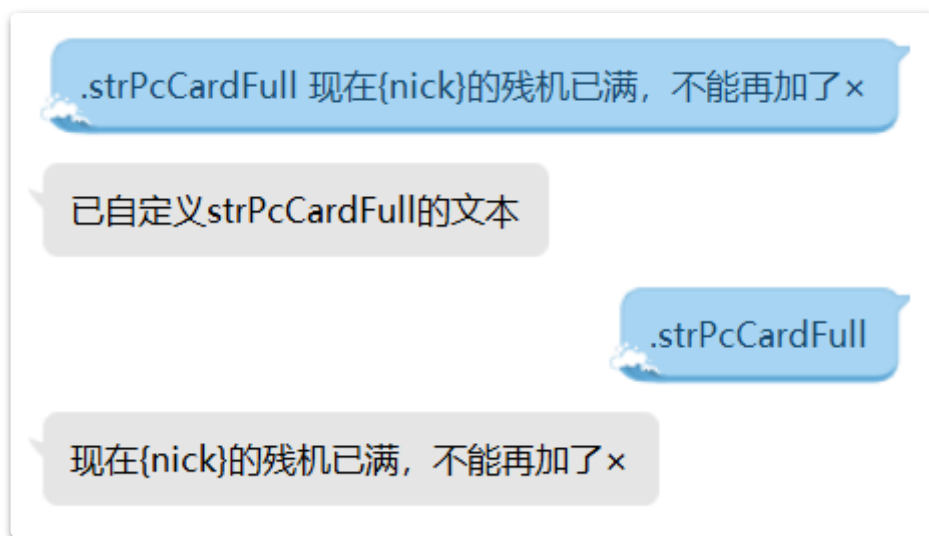 .strPcCardFull 现在{nick}的残机已满，不能再加了×
已自定义strPcCardFull的文本
.strPcCardFull
现在{nick}的残机已满，不能再加了×